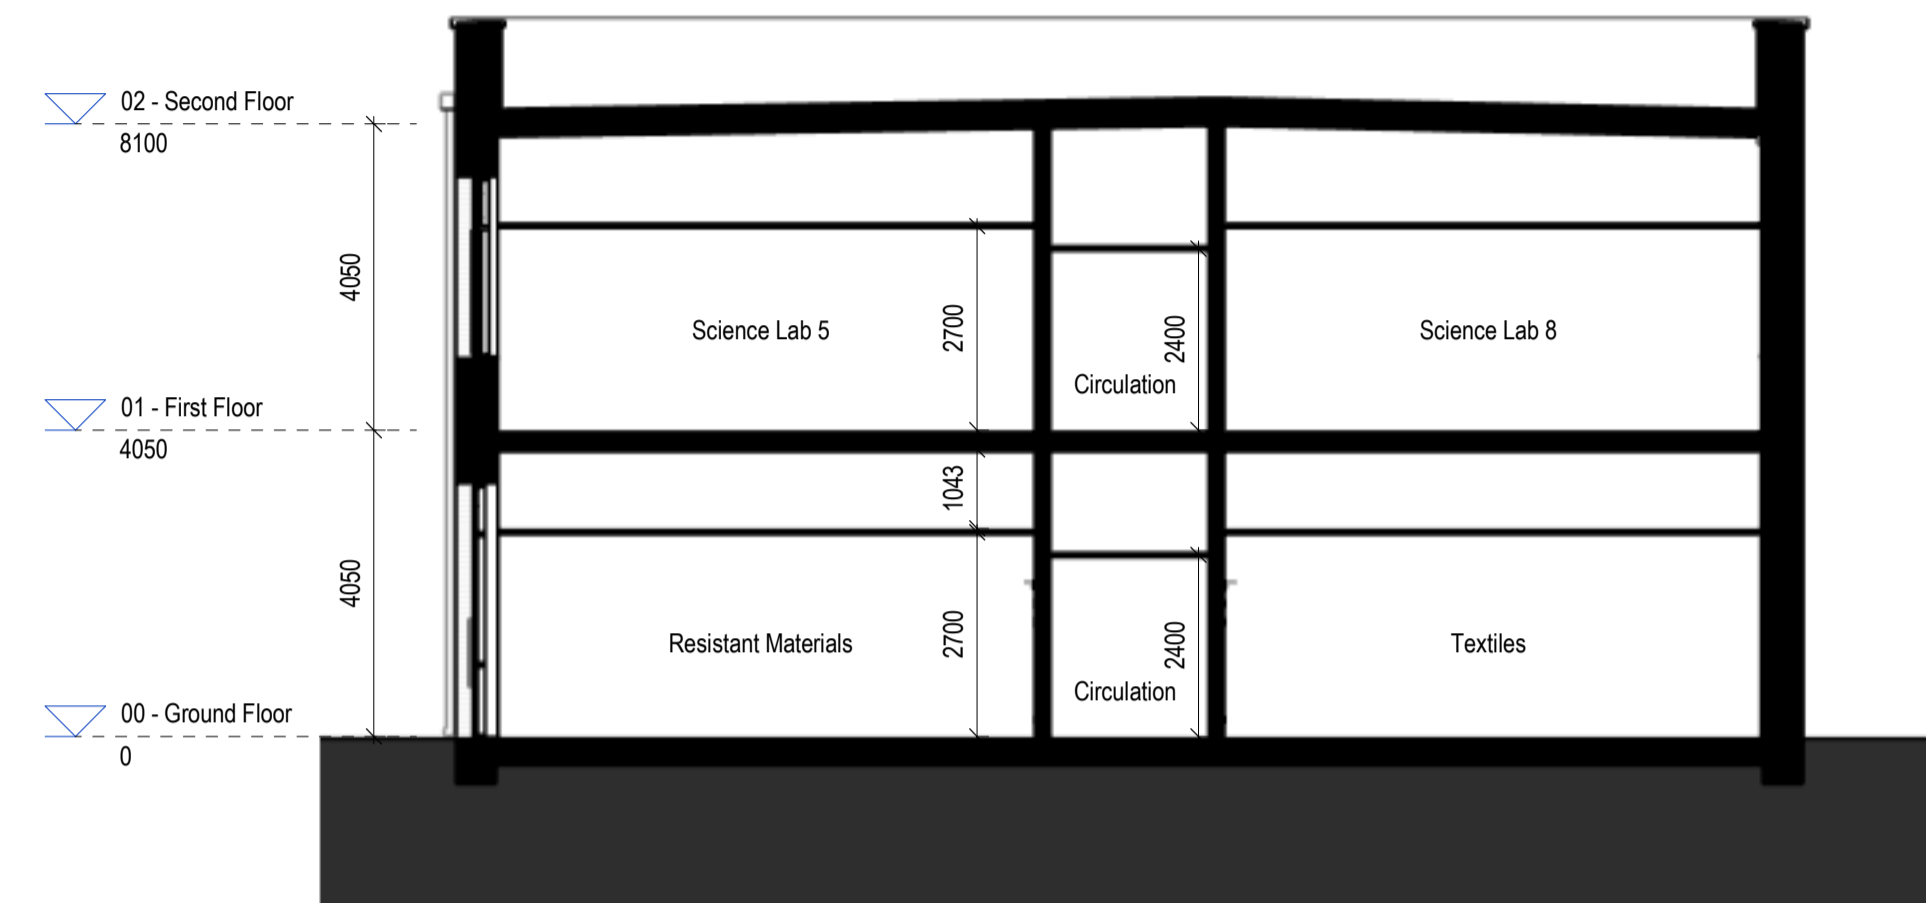 02 - Second Floor
8100
4050
2700
2400
Science Lab 5
Science Lab 8
Circulation
01 - First Floor
4050
1043
4050
2700
2400
Resistant Materials
Textiles
Circulation
00 - Ground Floor
0